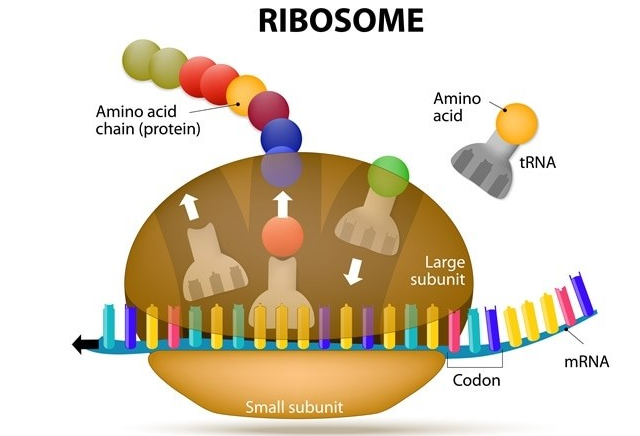 RIBOSOME
Amino acid
chain (protein)
Amino
acid
tRNA
Large
subunit
mRNA
Codon
Small subunit